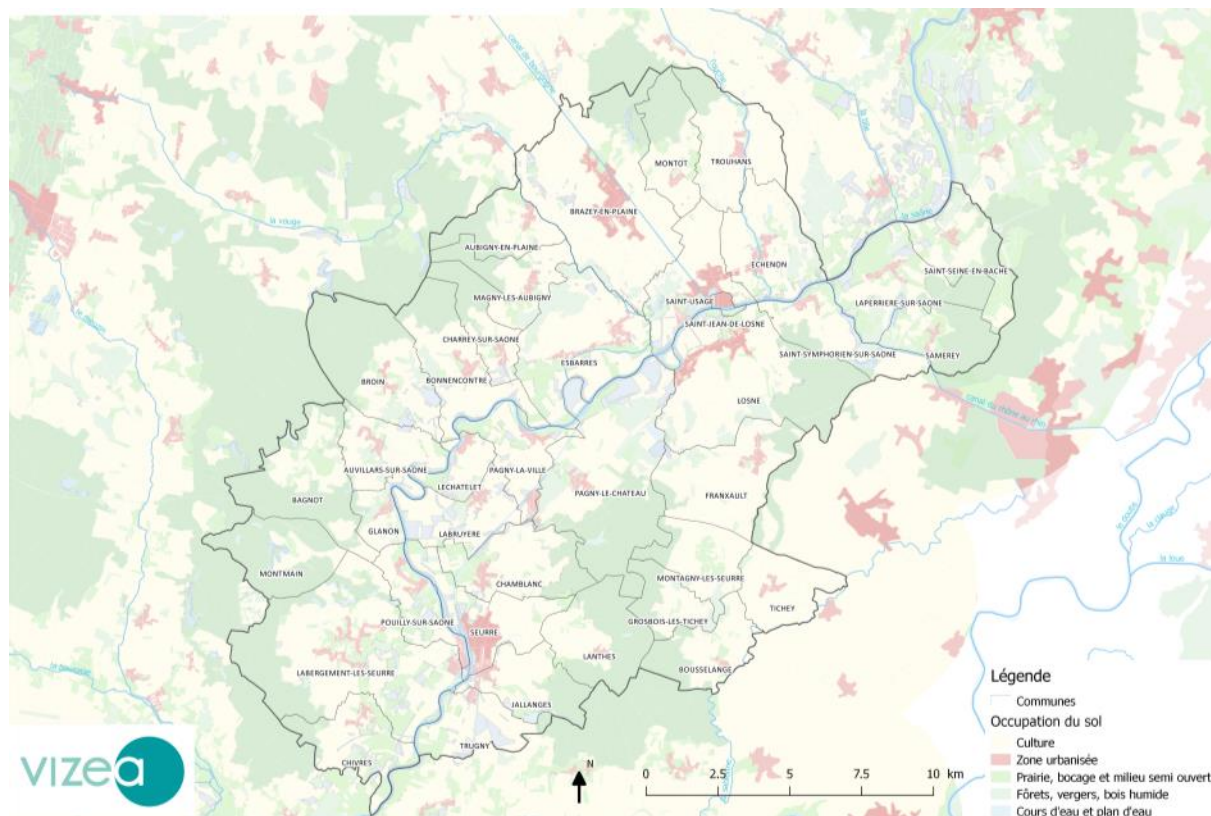 canal de bourgogne
la tille
la vouge
MONTOT
TROUHANS
BRAZEY-EN-PLAINE
la saône
AUBIGNY-EN-PLAINE
ECHENON
SAINT-SEINE-EN-BACHE
MAGNY-LES-AUBIGNY
SAINT-USAGE
LAPERRIERE-SUR-SAONE
SAINT-JEAN-DE-LOSNE
CHARREY-SUR-SAONE
SAINT-SYMPHORIEN-SUR-SAONE
SAMEREY
ESBARRES
BROIN
BONNENCONTRE
LOSNE
canal du rhône au rhin
AUVILLARS-SUR-SAONE
PAGNY-LA-VILLE
LECHATELET
PAGNY-LE-CHATEAU
FRANXAULT
BAGNOT
GLANON
LABRUYERE
le doubs
MONTMAIN
CHAMBLANC
MONTAGNY-LES-SEURRE
TICHEY
POUILLY-SUR-SAONE
GROSBOIS-LES-TICHEY
SEURRE
LANTHES
BOUSSELANGE
LABERGEMENT-LES-SEURRE
JALLANGES
TRUGNY
CHIVRES
vizea
N
0 2.5 5 7.5 10 km
Légende
Communes
Occupation du sol
Culture
Zone urbanisée
Prairie, bocage et milieu semi ouvert
Fôrets, vergers, bois humide
Cours d'eau et plan d'eau